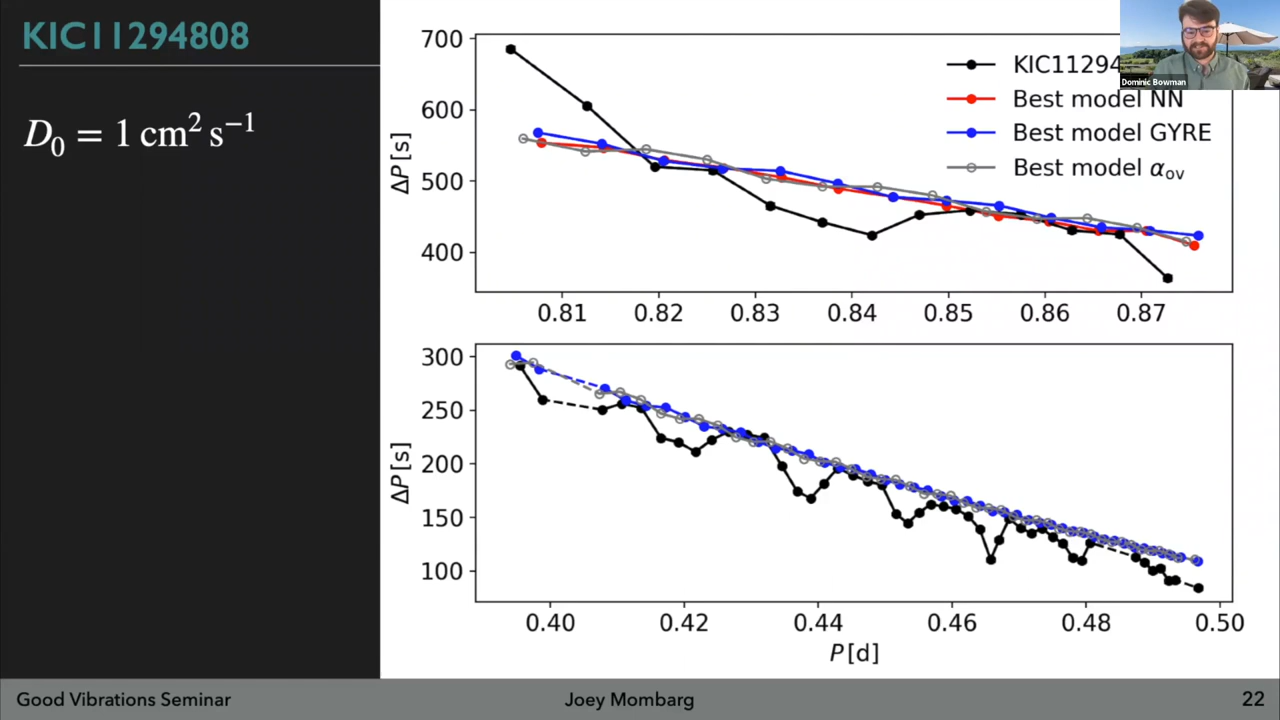 KIC11294808
D₀ = 1 cm² s⁻¹
700
600
500
400
ΔP [s]
KIC11294
Best model NN
Best model GYRE
Best model αov
Dominic Bowman
0.81 0.82 0.83 0.84 0.85 0.86 0.87
300
250
200
150
100
ΔP [s]
0.40 0.42 0.44 0.46 0.48 0.50
P [d]
Good Vibrations Seminar
Joey Mombarg
22